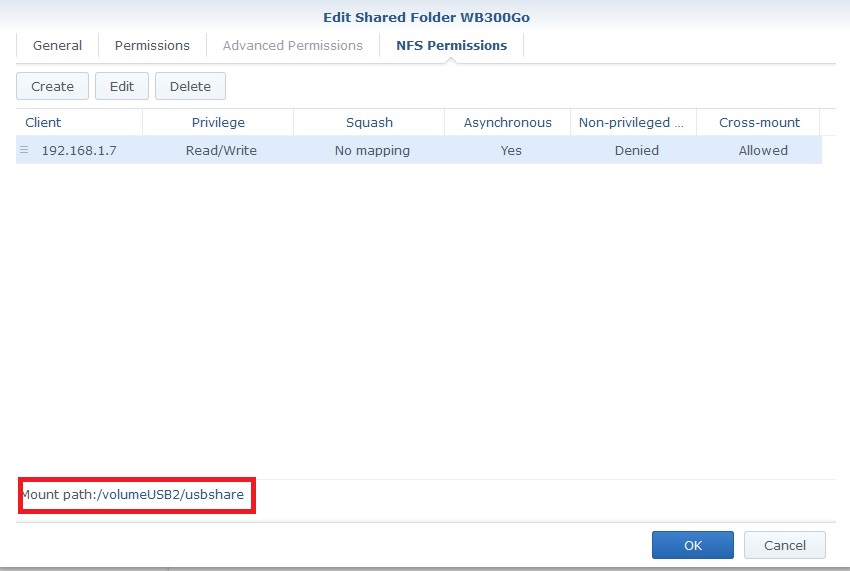 Edit Shared Folder WB300Go
General Permissions Advanced Permissions NFS Permissions
Create Edit Delete
Client Privilege Squash Asynchronous Non-privileged ... Cross-mount
192.168.1.7 Read/Write No mapping Yes Denied Allowed
Mount path:/volumeUSB2/usbshare
OK Cancel